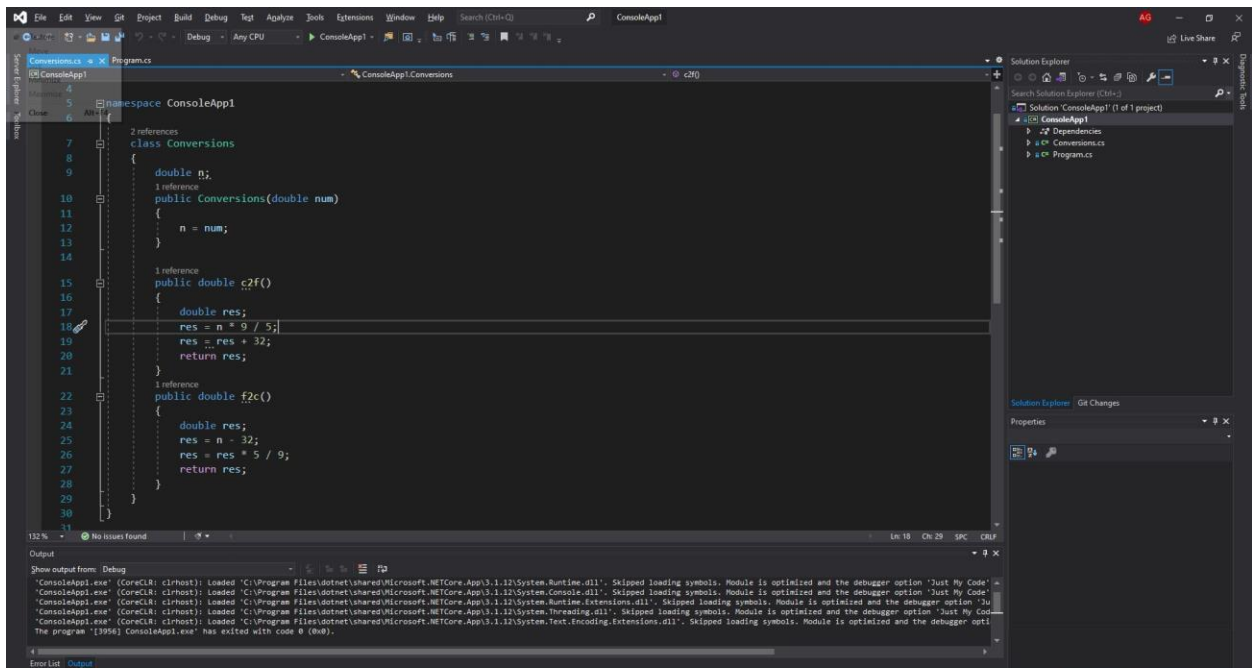 File Edit View Git Project Build Debug Test Analyze Tools Extensions Window Help Search (Ctrl+Q) ConsoleApp1 AG
Debug Any CPU ConsoleApp1 Live Share
Server Explorer
Toolbox
Move
Close
Conversions.cs Program.cs
ConsoleApp1 ConsoleApp1.Conversions c2f()
4
5 namespace ConsoleApp1
6 {
2 references
7 class Conversions
8 {
9 double n;
1 reference
10 public Conversions(double num)
11 {
12 n = num;
13 }
14
1 reference
15 public double c2f()
16 {
17 double res;
18 res = n * 9 / 5;
19 res = res + 32;
20 return res;
21 }
1 reference
22 public double f2c()
23 {
24 double res;
25 res = n - 32;
26 res = res * 5 / 9;
27 return res;
28 }
29 }
30 }
31
132 % No issues found Ln: 18 Ch: 29 SPC CRLF
Output
Show output from: Debug
'ConsoleApp1.exe' (CoreCLR: clrhost): Loaded 'C:\Program Files\dotnet\shared\Microsoft.NETCore.App\3.1.12\System.Runtime.dll'. Skipped loading symbols. Module is optimized and the debugger option 'Just My Code'
'ConsoleApp1.exe' (CoreCLR: clrhost): Loaded 'C:\Program Files\dotnet\shared\Microsoft.NETCore.App\3.1.12\System.Console.dll'. Skipped loading symbols. Module is optimized and the debugger option 'Just My Code'
'ConsoleApp1.exe' (CoreCLR: clrhost): Loaded 'C:\Program Files\dotnet\shared\Microsoft.NETCore.App\3.1.12\System.Runtime.Extensions.dll'. Skipped loading symbols. Module is optimized and the debugger option 'Ju
'ConsoleApp1.exe' (CoreCLR: clrhost): Loaded 'C:\Program Files\dotnet\shared\Microsoft.NETCore.App\3.1.12\System.Threading.dll'. Skipped loading symbols. Module is optimized and the debugger option 'Just My Cod
'ConsoleApp1.exe' (CoreCLR: clrhost): Loaded 'C:\Program Files\dotnet\shared\Microsoft.NETCore.App\3.1.12\System.Text.Encoding.Extensions.dll'. Skipped loading symbols. Module is optimized and the debugger opti
The program '[3956] ConsoleApp1.exe' has exited with code 0 (0x0).
Error List Output
Solution Explorer
Search Solution Explorer (Ctrl+;)
Solution 'ConsoleApp1' (1 of 1 project)
ConsoleApp1
Dependencies
Conversions.cs
Program.cs
Solution Explorer Git Changes
Properties
Diagnostic Tools